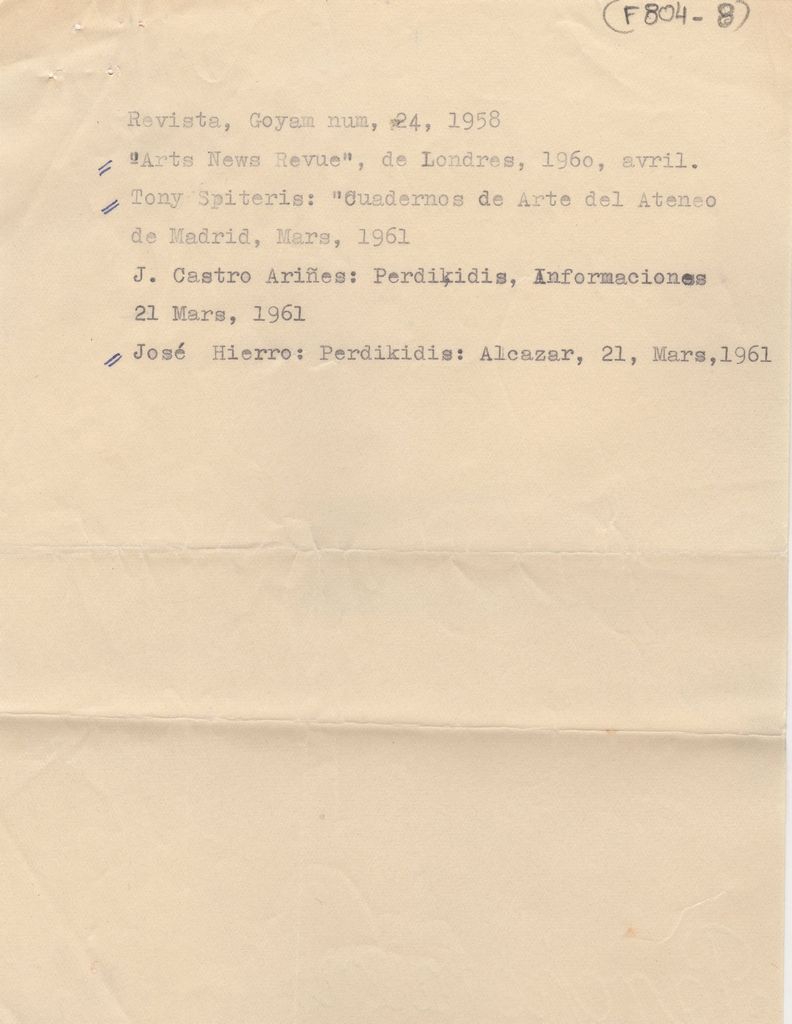 (F804-8)
Revista, Goyam num, 24, 1958
"Arts News Revue", de Londres, 196o, avril.
Tony Spiteris: "Cuadernos de Arte del Ateneo
de Madrid, Mars, 1961
J. Castro Ariñes: Perdikidis, Informaciones
21 Mars, 1961
José Hierro: Perdikidis: Alcazar, 21, Mars,1961